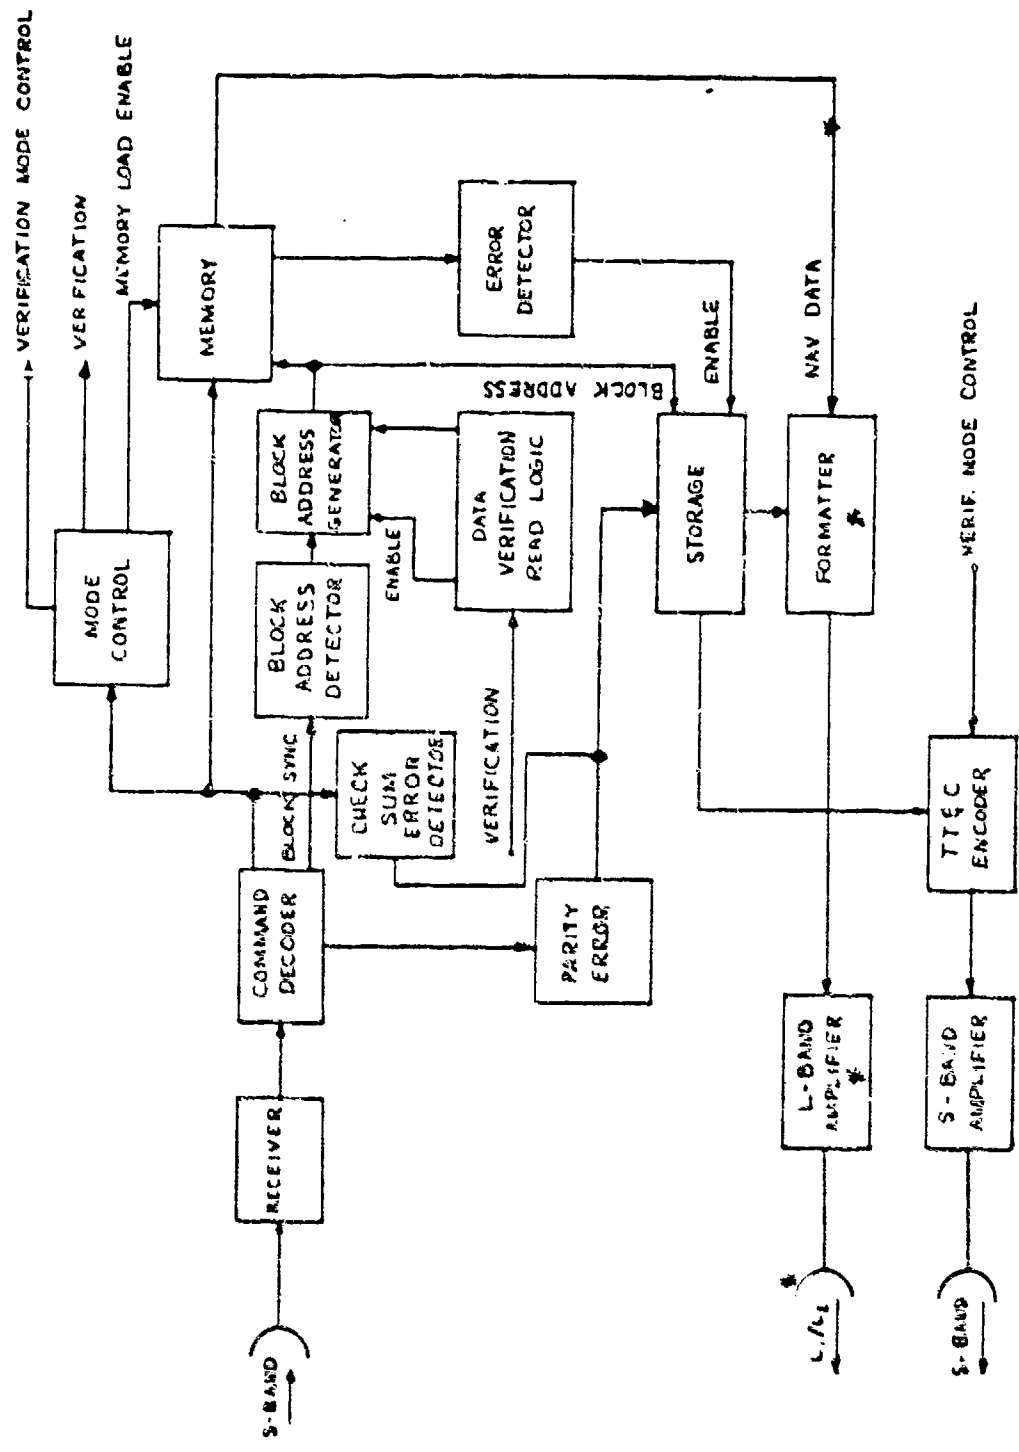 VERIFICATION MODE CONTROL
VERIFICATION
MEMORY LOAD ENABLE
MODE
CONTROL
MEMORY
ERROR
DETECTOR
BLOCK
ADDRESS
GENERATOR
BLOCK
ADDRESS
DETECTOR
ENABLE
DATA
VERIFICATION
READ LOGIC
BLOCK ADDRESS
ENABLE
NAV DATA
*
STORAGE
FORMATTER
*
VERIF. MODE CONTROL
BLOCK SYNC
CHECK
SUM
ERROR
DETECTOR
VERIFICATION
COMMAND
DECODER
PARITY
ERROR
TT&C
ENCODER
RECEIVER
L-BAND
AMPLIFIER
*
S-BAND
AMPLIFIER
S-BAND
*
L1/L2
S-BAND